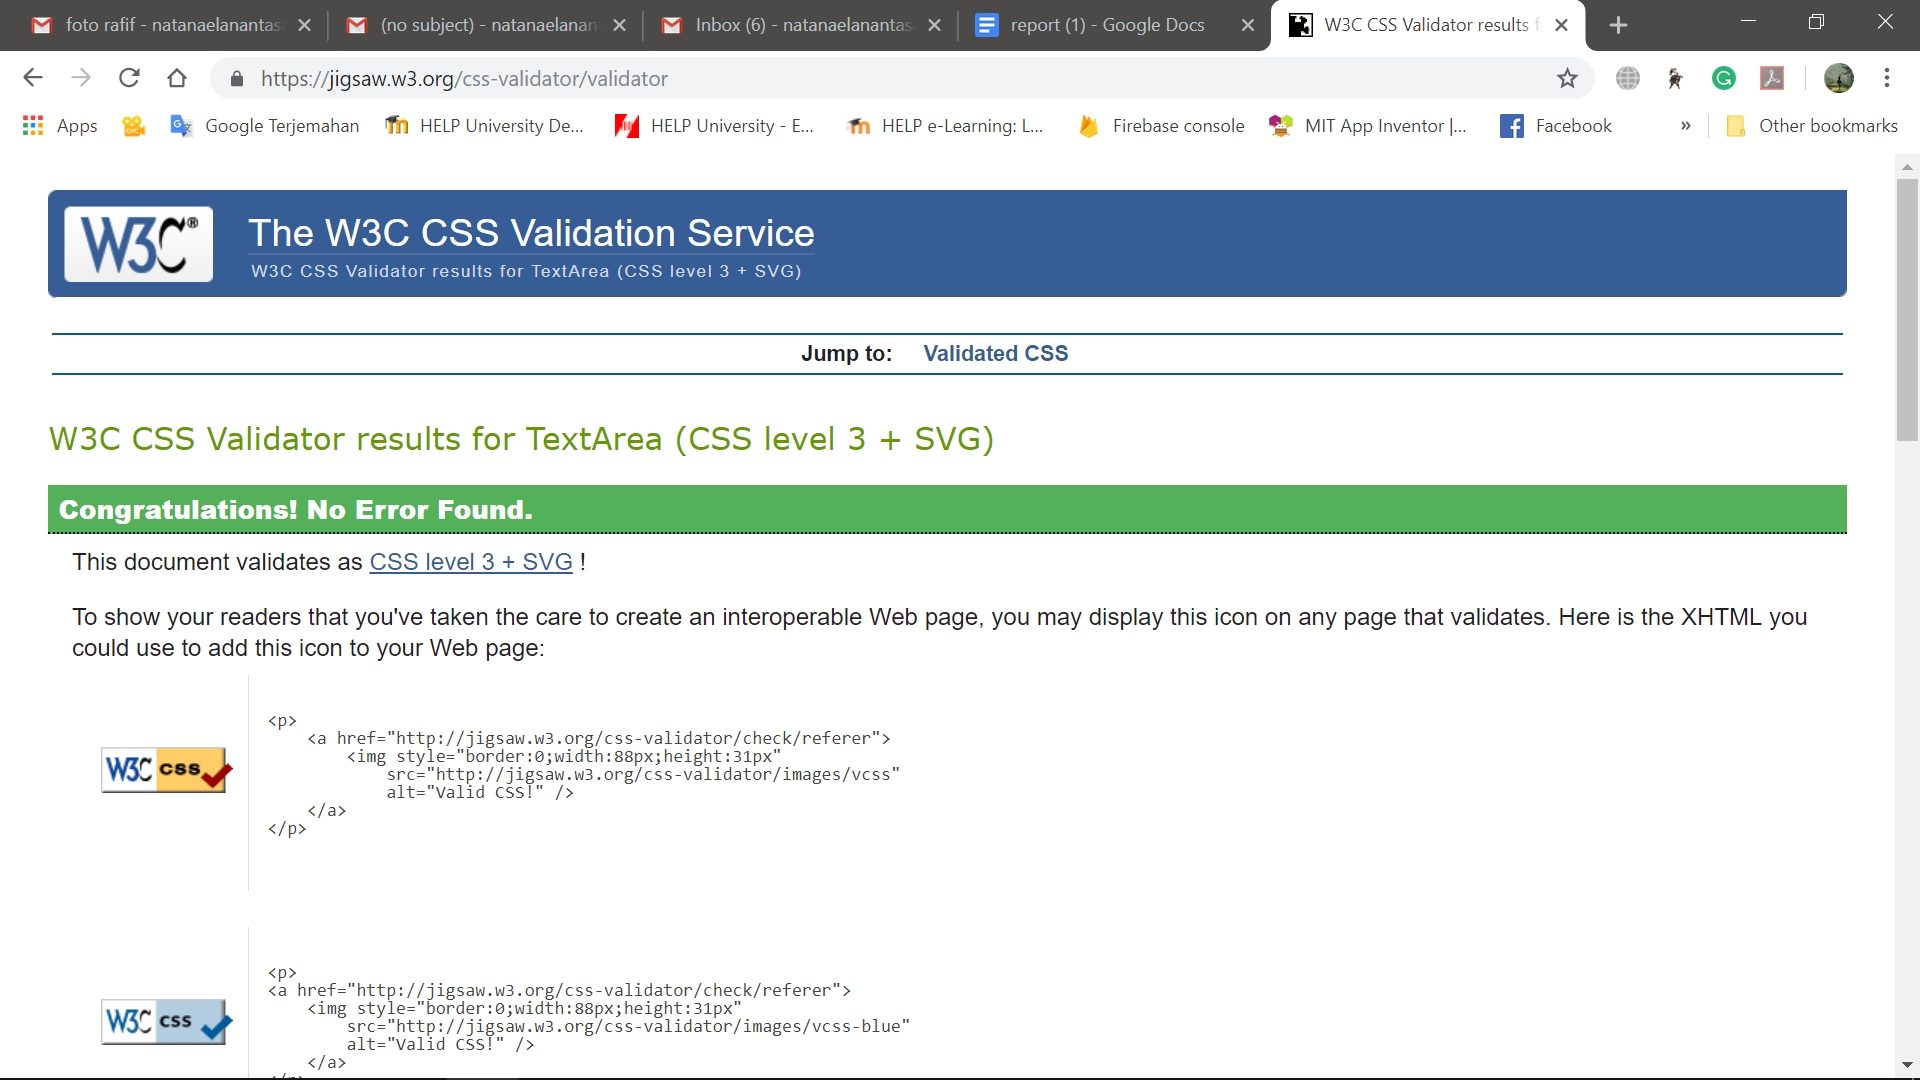 foto rafif - natanaelanantas
(no subject) - natanaelanan
Inbox (6) - natanaelanantas
report (1) - Google Docs
W3C CSS Validator results f
https://jigsaw.w3.org/css-validator/validator
Apps
Google Terjemahan
HELP University De...
HELP University - E...
HELP e-Learning: L...
Firebase console
MIT App Inventor |...
Facebook
»
Other bookmarks
W3C®
The W3C CSS Validation Service
W3C CSS Validator results for TextArea (CSS level 3 + SVG)
Jump to: Validated CSS
W3C CSS Validator results for TextArea (CSS level 3 + SVG)
Congratulations! No Error Found.
This document validates as CSS level 3 + SVG !
To show your readers that you've taken the care to create an interoperable Web page, you may display this icon on any page that validates. Here is the XHTML you
could use to add this icon to your Web page:
W3C css
<p>
    <a href="http://jigsaw.w3.org/css-validator/check/referer">
        <img style="border:0;width:88px;height:31px"
            src="http://jigsaw.w3.org/css-validator/images/vcss"
            alt="Valid CSS!" />
    </a>
</p>
W3C css
<p>
<a href="http://jigsaw.w3.org/css-validator/check/referer">
    <img style="border:0;width:88px;height:31px"
        src="http://jigsaw.w3.org/css-validator/images/vcss-blue"
        alt="Valid CSS!" />
    </a>